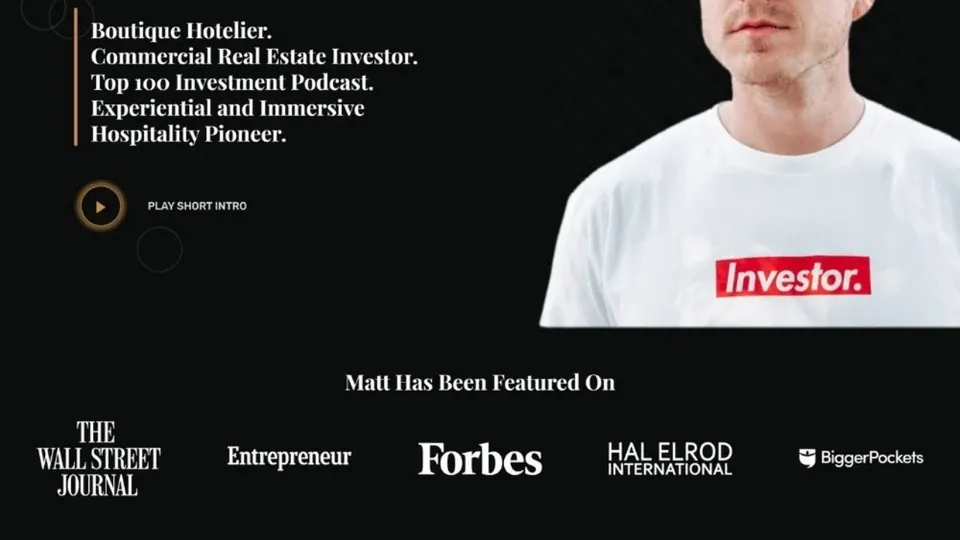 Boutique Hotelier.
Commercial Real Estate Investor.
Top 100 Investment Podcast.
Experiential and Immersive
Hospitality Pioneer.
PLAY SHORT INTRO
Investor.
Matt Has Been Featured On
THE
WALL STREET
JOURNAL
Entrepreneur
Forbes
HAL ELROD
INTERNATIONAL
BiggerPockets